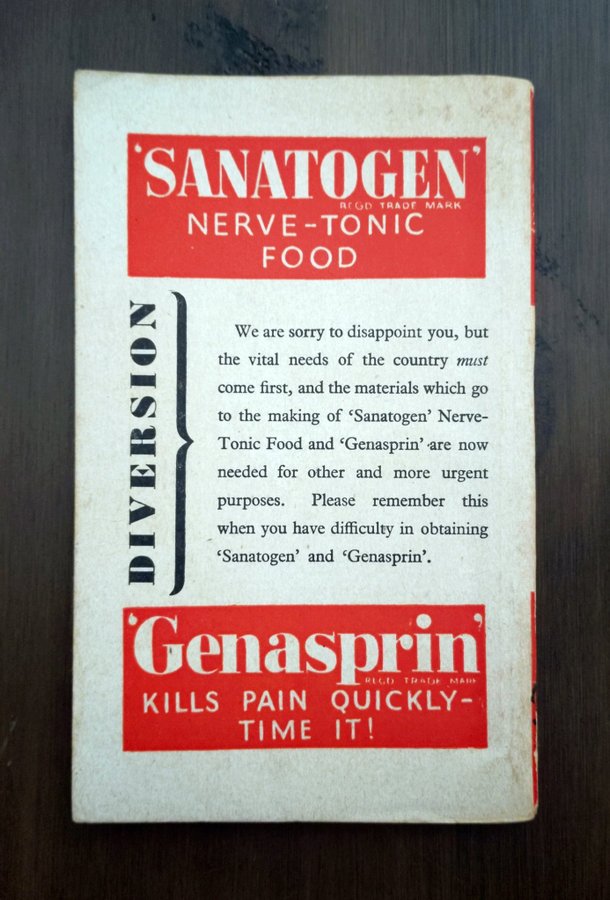 'SANATOGEN'
REGD TRADE MARK
NERVE-TONIC
FOOD
DIVERSION
We are sorry to disappoint you, but
the vital needs of the country must
come first, and the materials which go
to the making of 'Sanatogen' Nerve-
Tonic Food and 'Genasprin' are now
needed for other and more urgent
purposes. Please remember this
when you have difficulty in obtaining
'Sanatogen' and 'Genasprin'.
'Genasprin'
REGD TRADE MARK
KILLS PAIN QUICKLY-
TIME IT!